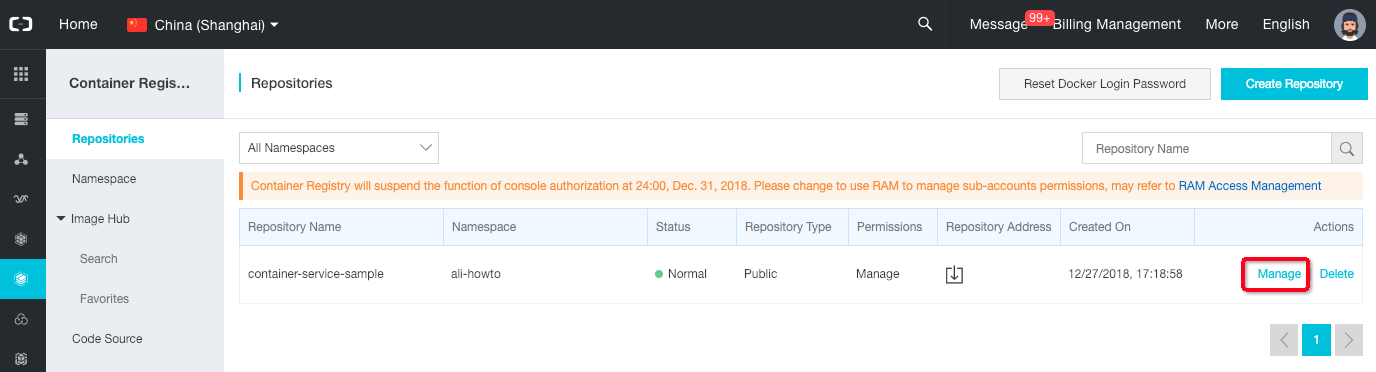 Home
China (Shanghai)
Message
99+
Billing Management
More
English
Container Regis...
Repositories
Reset Docker Login Password
Create Repository
Repositories
Namespace
Image Hub
Search
Favorites
Code Source
All Namespaces
Repository Name
Container Registry will suspend the function of console authorization at 24:00, Dec. 31, 2018. Please change to use RAM to manage sub-accounts permissions, may refer to RAM Access Management
Repository Name Namespace Status Repository Type Permissions Repository Address Created On Actions
container-service-sample ali-howto Normal Public Manage 12/27/2018, 17:18:58 Manage Delete
1